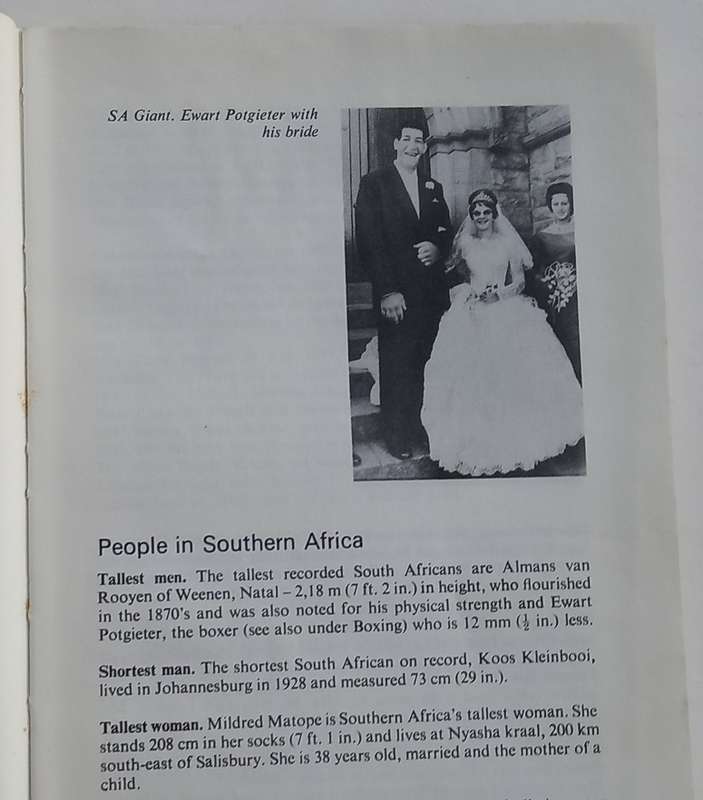 SA Giant. Ewart Potgieter with
his bride
People in Southern Africa
Tallest men. The tallest recorded South Africans are Almans van
Rooyen of Weenen, Natal – 2,18 m (7 ft. 2 in.) in height, who flourished
in the 1870's and was also noted for his physical strength and Ewart
Potgieter, the boxer (see also under Boxing) who is 12 mm (½ in.) less.
Shortest man. The shortest South African on record, Koos Kleinbooi,
lived in Johannesburg in 1928 and measured 73 cm (29 in.).
Tallest woman. Mildred Matope is Southern Africa's tallest woman. She
stands 208 cm in her socks (7 ft. 1 in.) and lives at Nyasha kraal, 200 km
south-east of Salisbury. She is 38 years old, married and the mother of a
child.